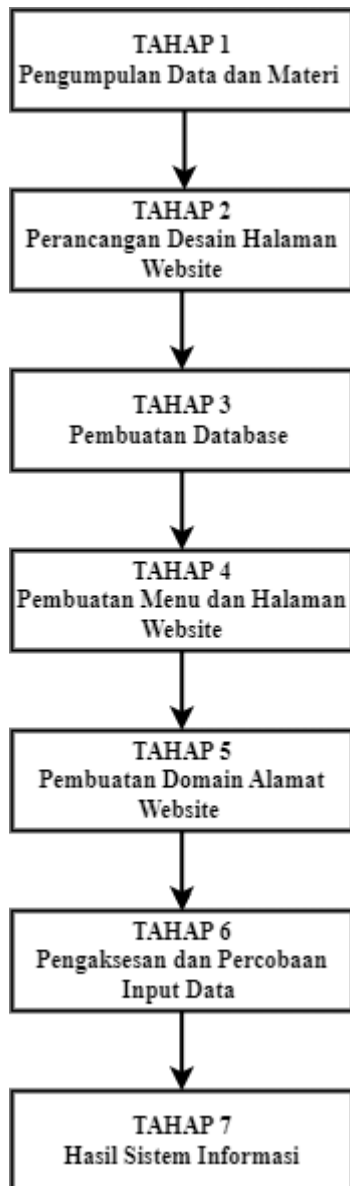 TAHAP 1
Pengumpulan Data dan Materi
TAHAP 2
Perancangan Desain Halaman
Website
TAHAP 3
Pembuatan Database
TAHAP 4
Pembuatan Menu dan Halaman
Website
TAHAP 5
Pembuatan Domain Alamat
Website
TAHAP 6
Pengaksesan dan Percobaan
Input Data
TAHAP 7
Hasil Sistem Informasi